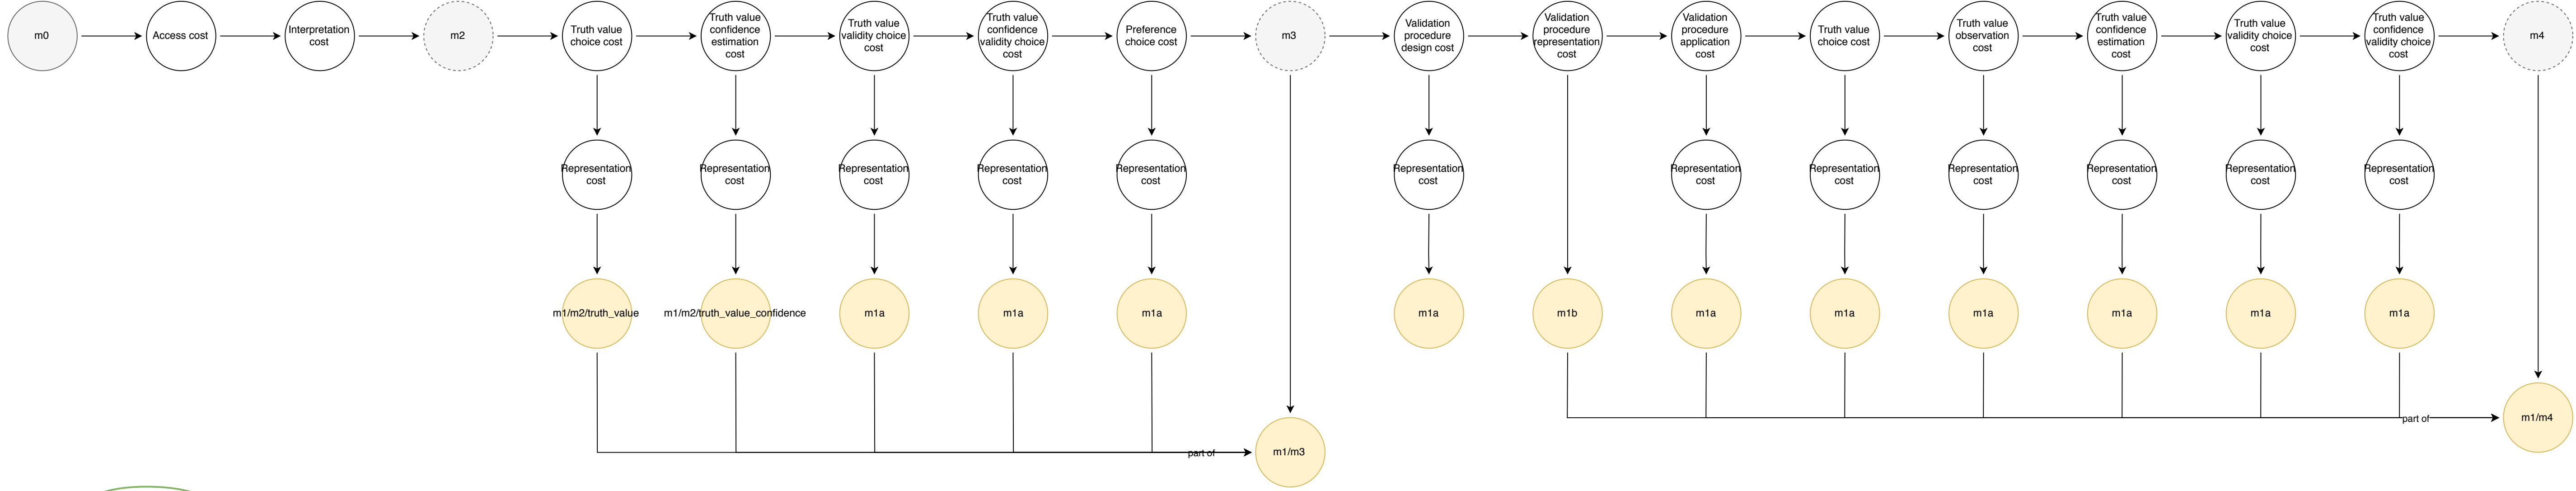 m0
Access cost
Interpretation
cost
m2
Truth value
choice cost
Truth value
confidence
estimation
cost
Truth value
validity choice
cost
Truth value
confidence
validity choice
cost
Preference
choice cost
m3
Validation
procedure
design cost
Validation
procedure
representation
cost
Validation
procedure
application
cost
Truth value
choice cost
Truth value
observation
cost
Truth value
confidence
estimation
cost
Truth value
validity choice
cost
Truth value
confidence
validity choice
cost
m4
Representation
cost
Representation
cost
Representation
cost
Representation
cost
Representation
cost
Representation
cost
Representation
cost
Representation
cost
Representation
cost
Representation
cost
Representation
cost
Representation
cost
m1/m2/truth_value
m1/m2/truth_value_confidence
m1a
m1a
m1a
m1a
m1b
m1a
m1a
m1a
m1a
m1a
m1a
part of
m1/m4
part of
m1/m3